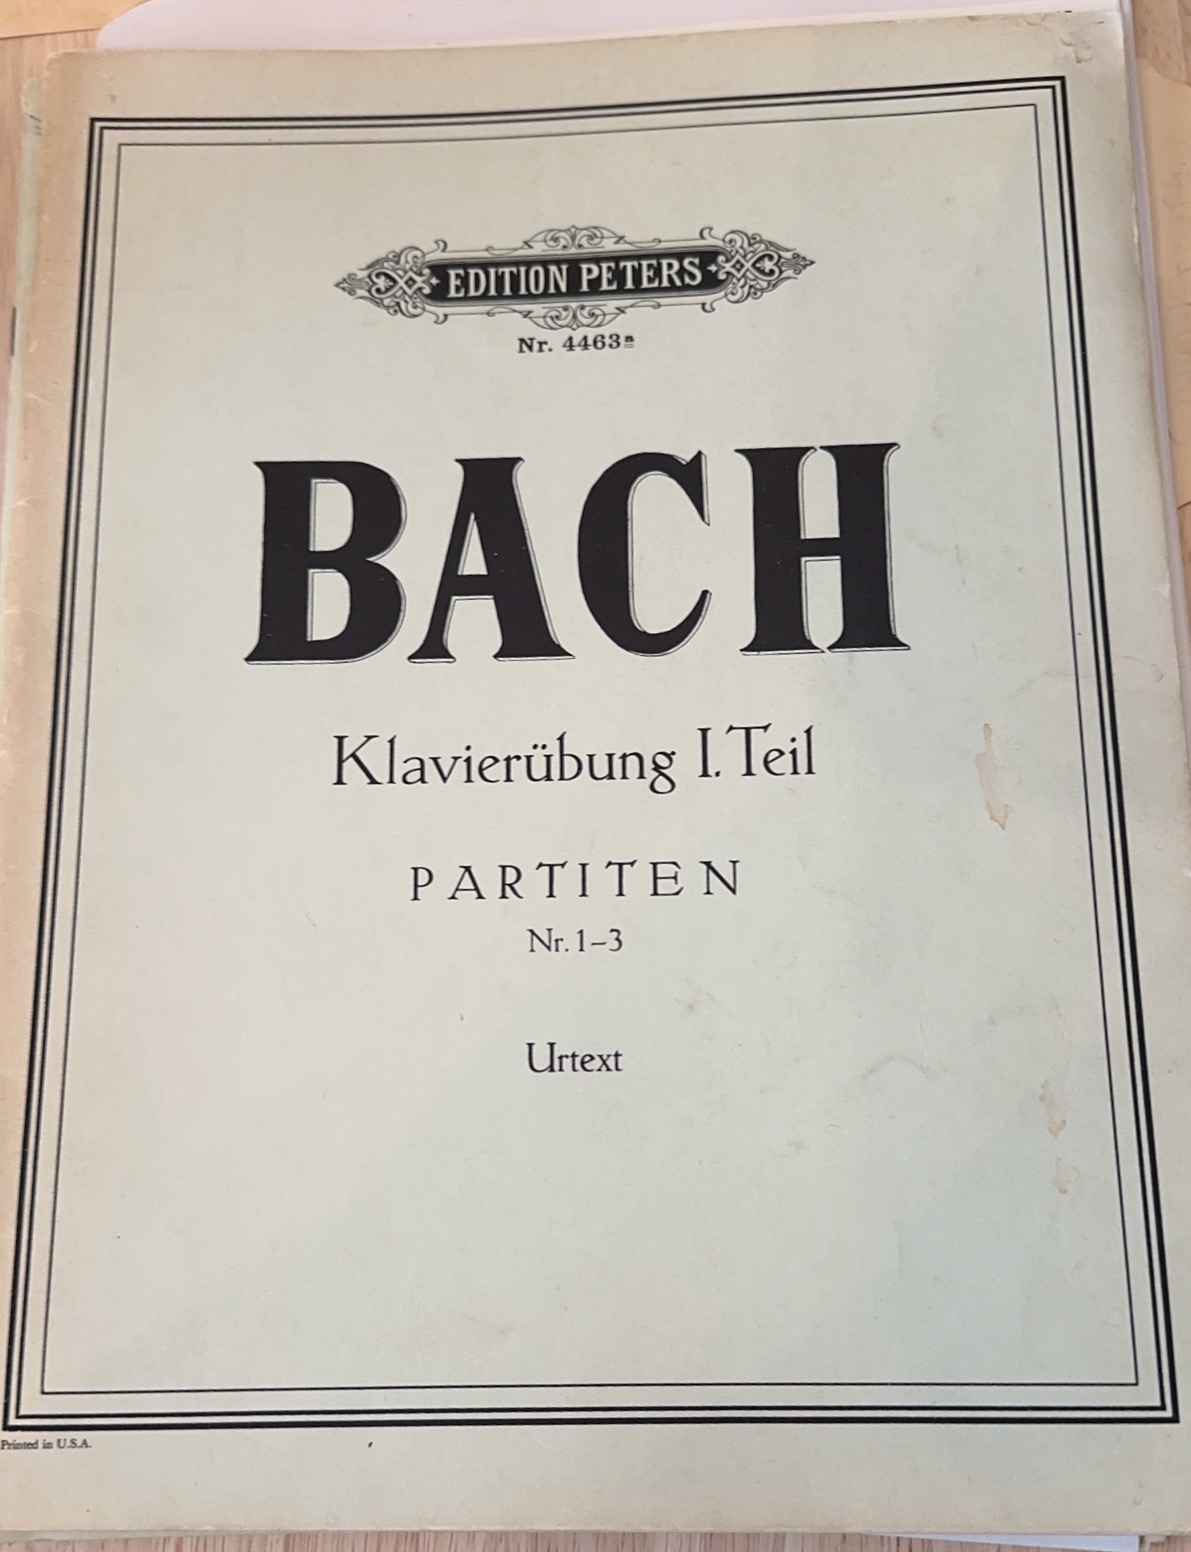 EDITION PETERS
Nr. 4463a
BACH
Klavierübung I. Teil
PARTITEN
Nr. 1–3
Urtext
Printed in U.S.A.